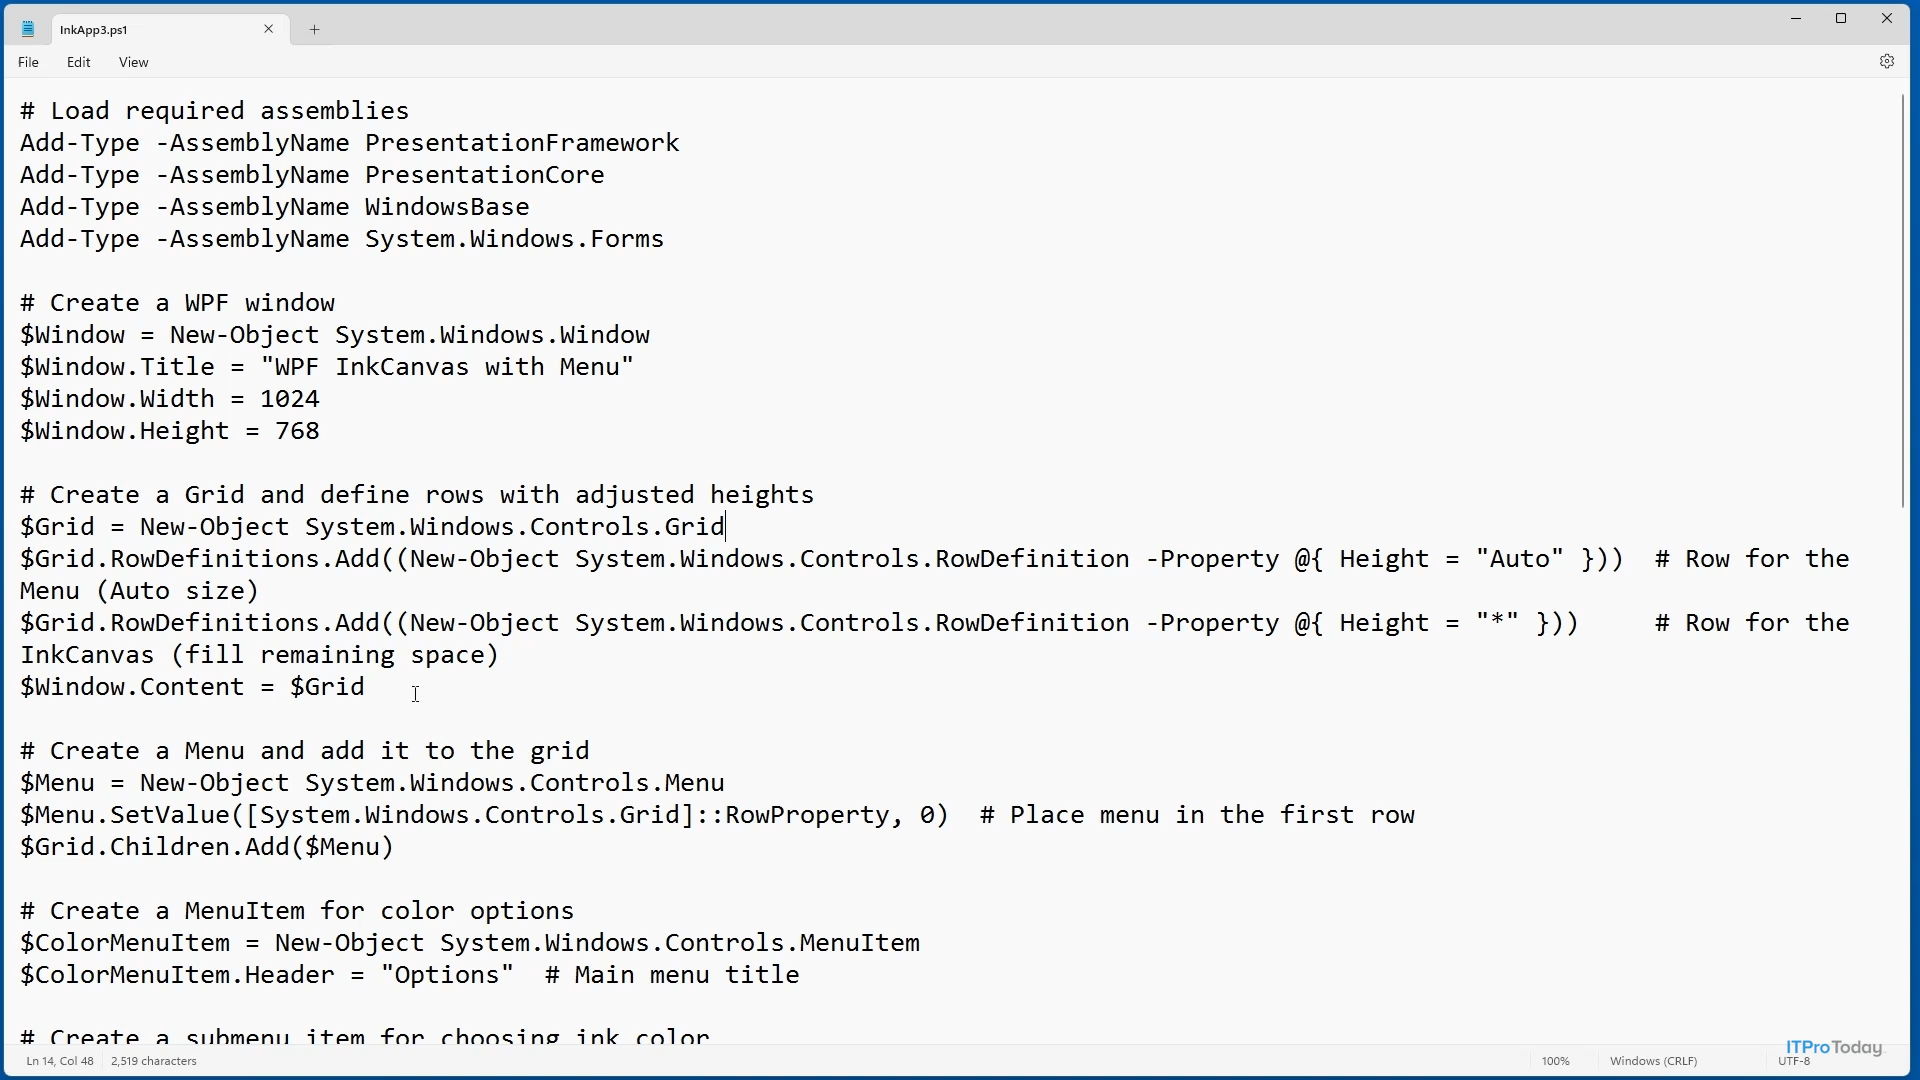 InkApp3.ps1
File Edit View
# Load required assemblies
Add-Type -AssemblyName PresentationFramework
Add-Type -AssemblyName PresentationCore
Add-Type -AssemblyName WindowsBase
Add-Type -AssemblyName System.Windows.Forms
# Create a WPF window
$Window = New-Object System.Windows.Window
$Window.Title = "WPF InkCanvas with Menu"
$Window.Width = 1024
$Window.Height = 768
# Create a Grid and define rows with adjusted heights
$Grid = New-Object System.Windows.Controls.Grid
$Grid.RowDefinitions.Add((New-Object System.Windows.Controls.RowDefinition -Property @{ Height = "Auto" }))  # Row for the
Menu (Auto size)
$Grid.RowDefinitions.Add((New-Object System.Windows.Controls.RowDefinition -Property @{ Height = "*" }))     # Row for the
InkCanvas (fill remaining space)
$Window.Content = $Grid
# Create a Menu and add it to the grid
$Menu = New-Object System.Windows.Controls.Menu
$Menu.SetValue([System.Windows.Controls.Grid]::RowProperty, 0)  # Place menu in the first row
$Grid.Children.Add($Menu)
# Create a MenuItem for color options
$ColorMenuItem = New-Object System.Windows.Controls.MenuItem
$ColorMenuItem.Header = "Options"  # Main menu title
# Create a submenu item for choosing ink color
ITProToday
Ln 14, Col 48 2,519 characters 100% Windows (CRLF) UTF-8